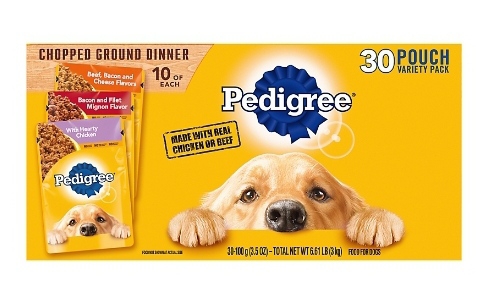 CHOPPED GROUND DINNER
10 OF
EACH
30 POUCH
VARIETY PACK
Beef, Bacon and
Cheese Flavors
Bacon and Filet
Mignon Flavor
With Hearty
Chicken
Pedigree
Pedigree®
MADE WITH REAL
CHICKEN OR BEEF
30-100 g (3.5 OZ) – TOTAL NET WT 6.61 LB (3 kg)
FOOD FOR DOGS